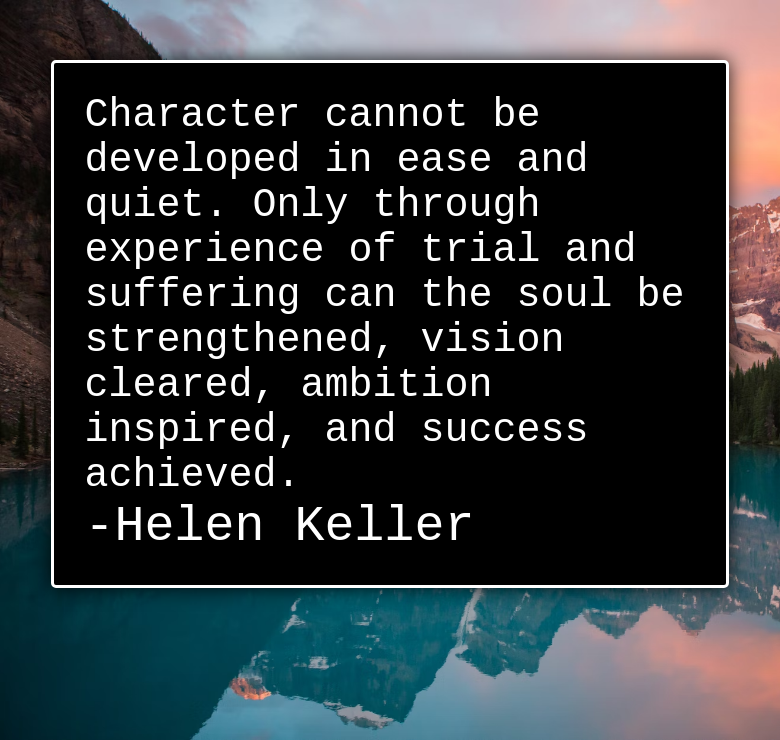 Character cannot be
developed in ease and
quiet. Only through
experience of trial and
suffering can the soul be
strengthened, vision
cleared, ambition
inspired, and success
achieved.
-Helen Keller